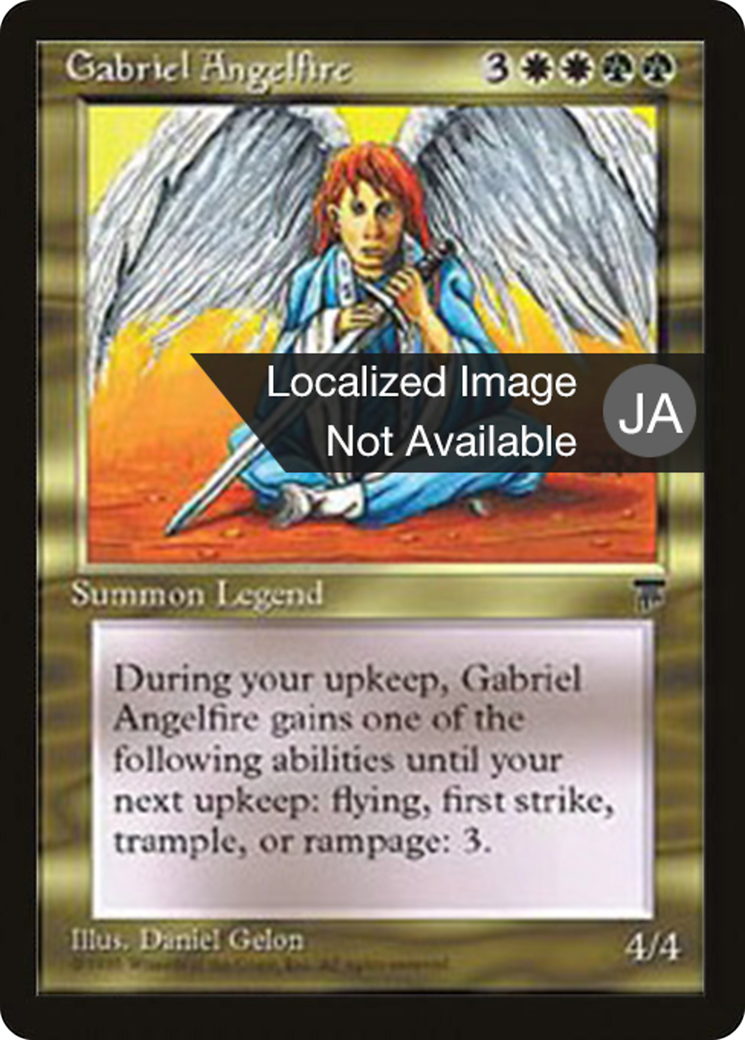 Gabriel Angelfire 3
Localized Image
Not Available
JA
Summon Legend
During your upkeep, Gabriel
Angelfire gains one of the
following abilities until your
next upkeep: flying, first strike,
trample, or rampage: 3.
Illus. Daniel Gelon
4/4